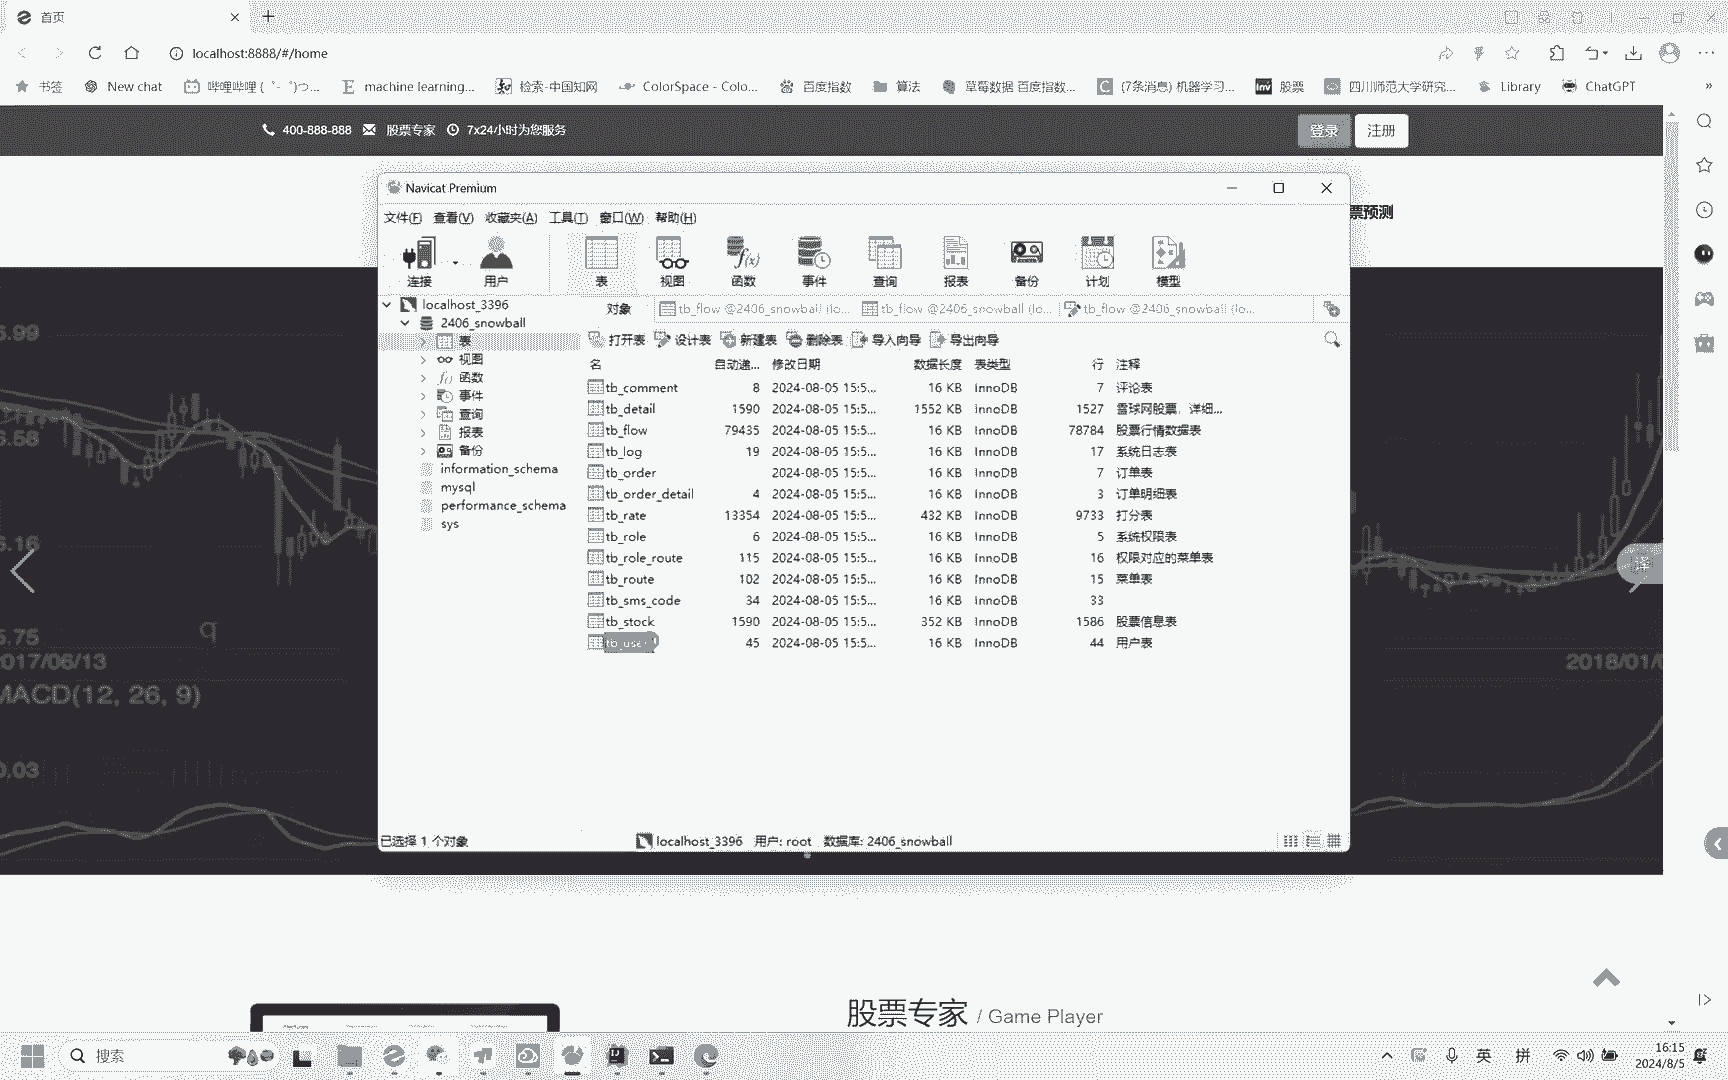 首页
localhost:8888/#/home
书签 New chat 哔哩哔哩 (゜-゜)つ... machine learning... 检索-中国知网 ColorSpace - Colo... 百度指数 算法 草莓数据 百度指数... (7条消息) 机器学习... 股票 四川师范大学研究... Library ChatGPT »
400-888-888 股票专家 7x24小时为您服务 登录 注册
Navicat Premium
文件(F) 查看(V) 收藏夹(A) 工具(T) 窗口(W) 帮助(H)
票预测
连接 用户 表 视图 函数 事件 查询 报表 备份 计划 模型
localhost_3396
2406_snowball
表
视图
函数
事件
查询
报表
备份
information_schema
mysql
performance_schema
sys
对象 tb_flow @2406_snowball (lo... tb_flow @2406_snowball (lo... tb_flow @2406_snowball (lo...
打开表 设计表 新建表 删除表 导入向导 导出向导
名 自动递... 修改日期 数据长度 表类型 行 注释
tb_comment 8 2024-08-05 15:5... 16 KB InnoDB 7 评论表
tb_detail 1590 2024-08-05 15:5... 1552 KB InnoDB 1527 雪球网股票，详细...
tb_flow 79435 2024-08-05 15:5... 16 KB InnoDB 78784 股票行情数据表
tb_log 19 2024-08-05 15:5... 16 KB InnoDB 17 系统日志表
tb_order 2024-08-05 15:5... 16 KB InnoDB 7 订单表
tb_order_detail 4 2024-08-05 15:5... 16 KB InnoDB 3 订单明细表
tb_rate 13354 2024-08-05 15:5... 432 KB InnoDB 9733 打分表
tb_role 6 2024-08-05 15:5... 16 KB InnoDB 5 系统权限表
tb_role_route 115 2024-08-05 15:5... 16 KB InnoDB 16 权限对应的菜单表
tb_route 102 2024-08-05 15:5... 16 KB InnoDB 15 菜单表
tb_sms_code 34 2024-08-05 15:5... 16 KB InnoDB 33
tb_stock 1590 2024-08-05 15:5... 352 KB InnoDB 1586 股票信息表
tb_user 45 2024-08-05 15:5... 16 KB InnoDB 44 用户表
已选择 1 个对象 localhost_3396 用户: root 数据库: 2406_snowball
6.99
6.58
6.16
5.75
q
2017/06/13
2018/01/0
MACD(12, 26, 9)
0.03
译
股票专家 / Game Player
搜索
英 拼
16:15
2024/8/5